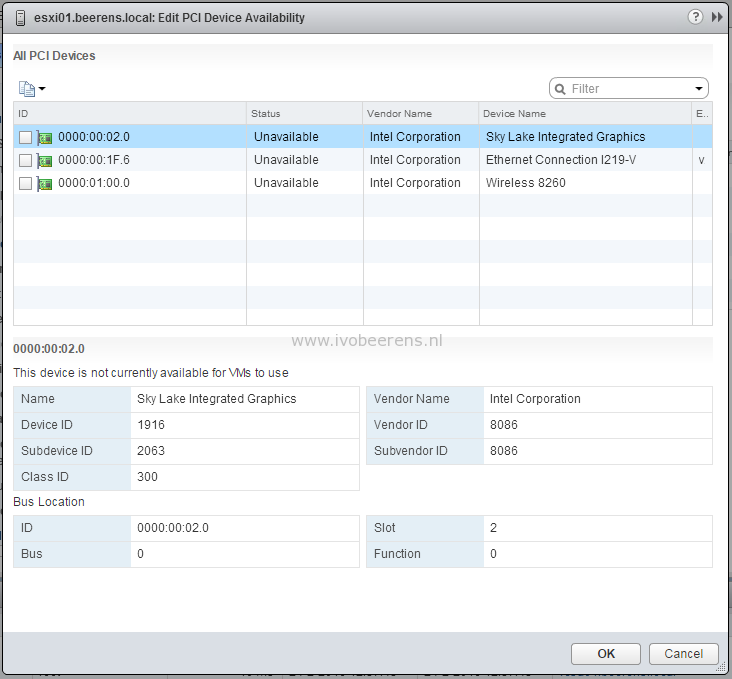 esxi01.beerens.local: Edit PCI Device Availability ?
All PCI Devices
Filter
ID Status Vendor Name Device Name E..
0000:00:02.0 Unavailable Intel Corporation Sky Lake Integrated Graphics
0000:00:1F.6 Unavailable Intel Corporation Ethernet Connection I219-V v
0000:01:00.0 Unavailable Intel Corporation Wireless 8260
www.ivobeerens.nl
0000:00:02.0
This device is not currently available for VMs to use
Name Sky Lake Integrated Graphics Vendor Name Intel Corporation
Device ID 1916 Vendor ID 8086
Subdevice ID 2063 Subvendor ID 8086
Class ID 300
Bus Location
ID 0000:00:02.0 Slot 2
Bus 0 Function 0
OK Cancel